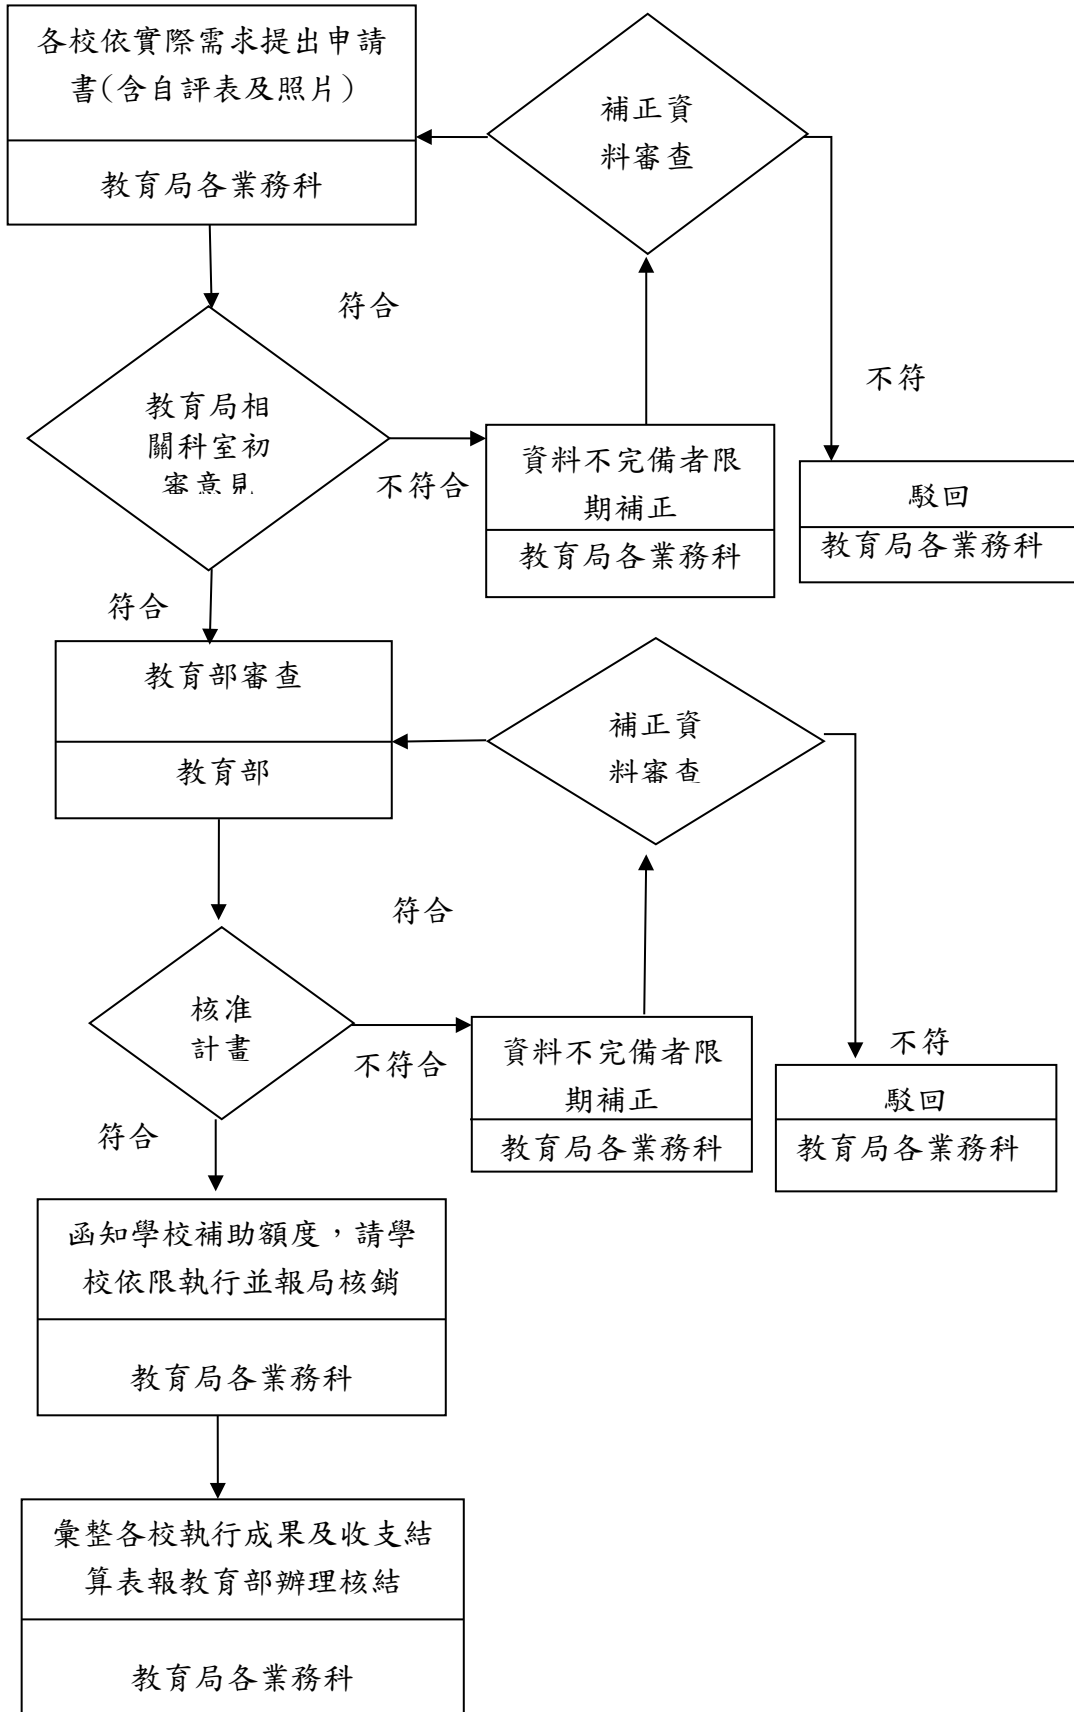 各校依實際需求提出申請
書(含自評表及照片)
教育局各業務科
補正資
料審查
符合
不符
教育局相
關科室初
審意見
不符合
資料不完備者限
期補正
教育局各業務科
駁回
教育局各業務科
符合
教育部審查
教育部
補正資
料審查
符合
核准
計畫
不符合
資料不完備者限
期補正
教育局各業務科
不符
駁回
教育局各業務科
符合
函知學校補助額度，請學
校依限執行並報局核銷
教育局各業務科
彙整各校執行成果及收支結
算表報教育部辦理核結
教育局各業務科